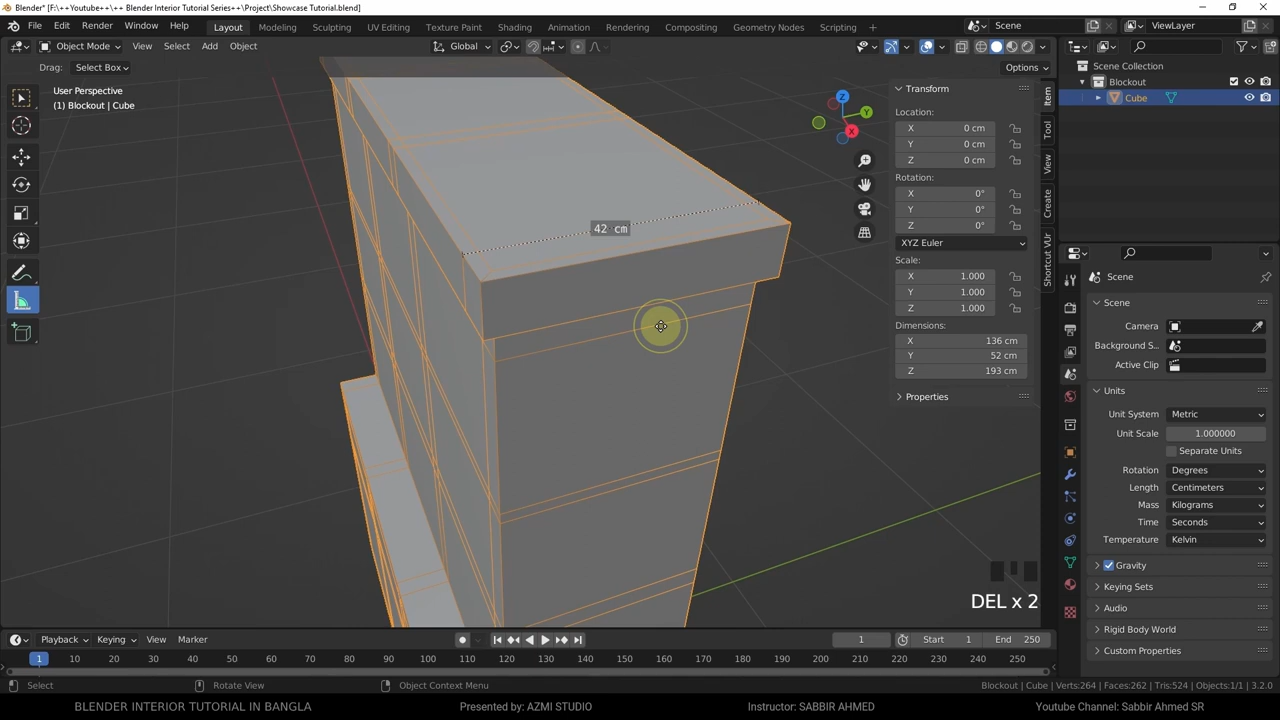 Blender* [F:\++Youtube++\++ Blender Interior Tutorial Series++\Project\Showcase Tutorial.blend]
File Edit Render Window Help Layout Modeling Sculpting UV Editing Texture Paint Shading Animation Rendering Compositing Geometry Nodes Scripting Scene ViewLayer
Object Mode View Select Add Object Global
Drag: Select Box Options
User Perspective
(1) Blockout | Cube
42 cm
Z
Y
X
Transform
Location:
X 0 cm
Y 0 cm
Z 0 cm
Rotation:
X 0°
Y 0°
Z 0°
XYZ Euler
Scale:
X 1.000
Y 1.000
Z 1.000
Dimensions:
X 136 cm
Y 52 cm
Z 193 cm
Properties
Item
Tool
View
Create
Shortcut VUr
Scene Collection
Blockout
Cube
Scene
Scene
Camera
Background S...
Active Clip
Units
Unit System Metric
Unit Scale 1.000000
Separate Units
Rotation Degrees
Length Centimeters
Mass Kilograms
Time Seconds
Temperature Kelvin
Gravity
Keying Sets
Audio
Rigid Body World
Custom Properties
DEL x 2
Playback Keying View Marker 1 Start 1 End 250
1 10 20 30 40 50 60 70 80 90 100 110 120 130 140 150 160 170 180 190 200 210 220 230 240 250
Select Rotate View Object Context Menu Blockout | Cube | Verts:264 | Faces:262 | Tris:524 | Objects:1/1 | 3.2.0
BLENDER INTERIOR TUTORIAL IN BANGLA Presented by: AZMI STUDIO Instructor: SABBIR AHMED Youtube Channel: Sabbir Ahmed SR